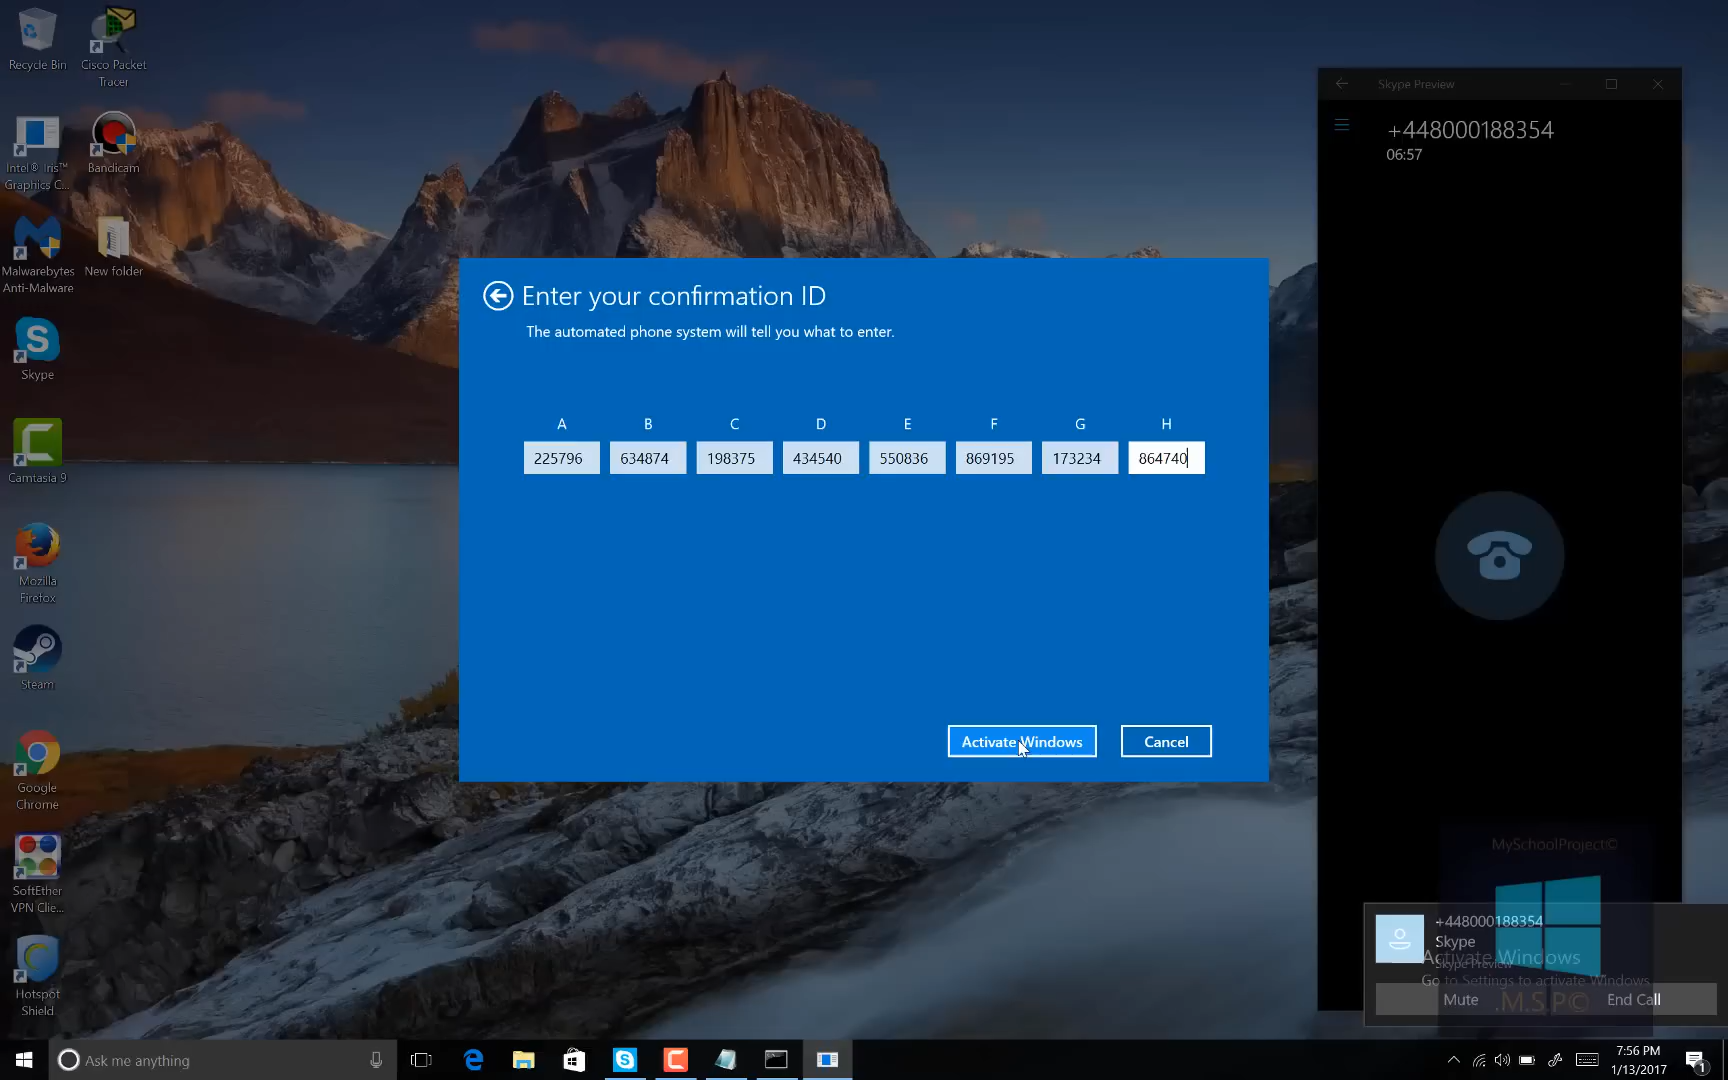 Recycle Bin
Cisco Packet
Tracer
Intel® Iris™
Graphics C...
Bandicam
Malwarebytes
Anti-Malware
New folder
Skype
Camtasia 9
Mozilla
Firefox
Steam
Google
Chrome
SoftEther
VPN Clie...
Hotspot
Shield
Enter your confirmation ID
The automated phone system will tell you what to enter.
A B C D E F G H
225796 634874 198375 434540 550836 869195 173234 864740
Activate Windows Cancel
Skype Preview
+448000188354
06:57
MySchoolProject©
+448000188354
Skype
Skype Preview
Activate Windows
Go to Settings to activate Windows
Mute End Call
.M.S.P©
Ask me anything
7:56 PM
1/13/2017
1